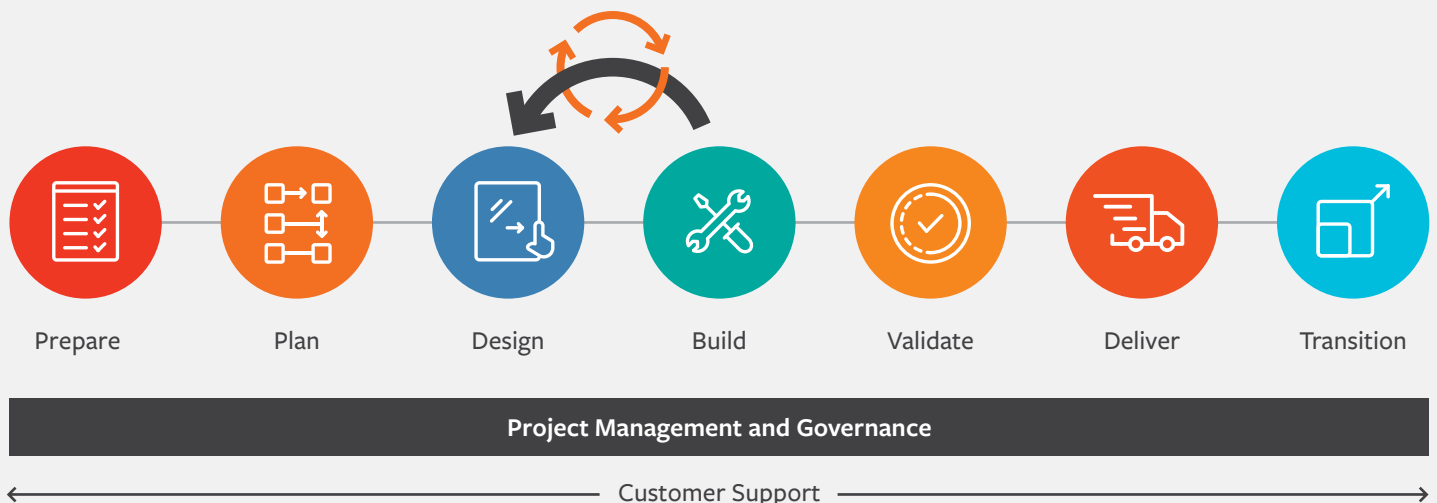 Prepare
Plan
Design
Build
Validate
Deliver
Transition
Project Management and Governance
Customer Support